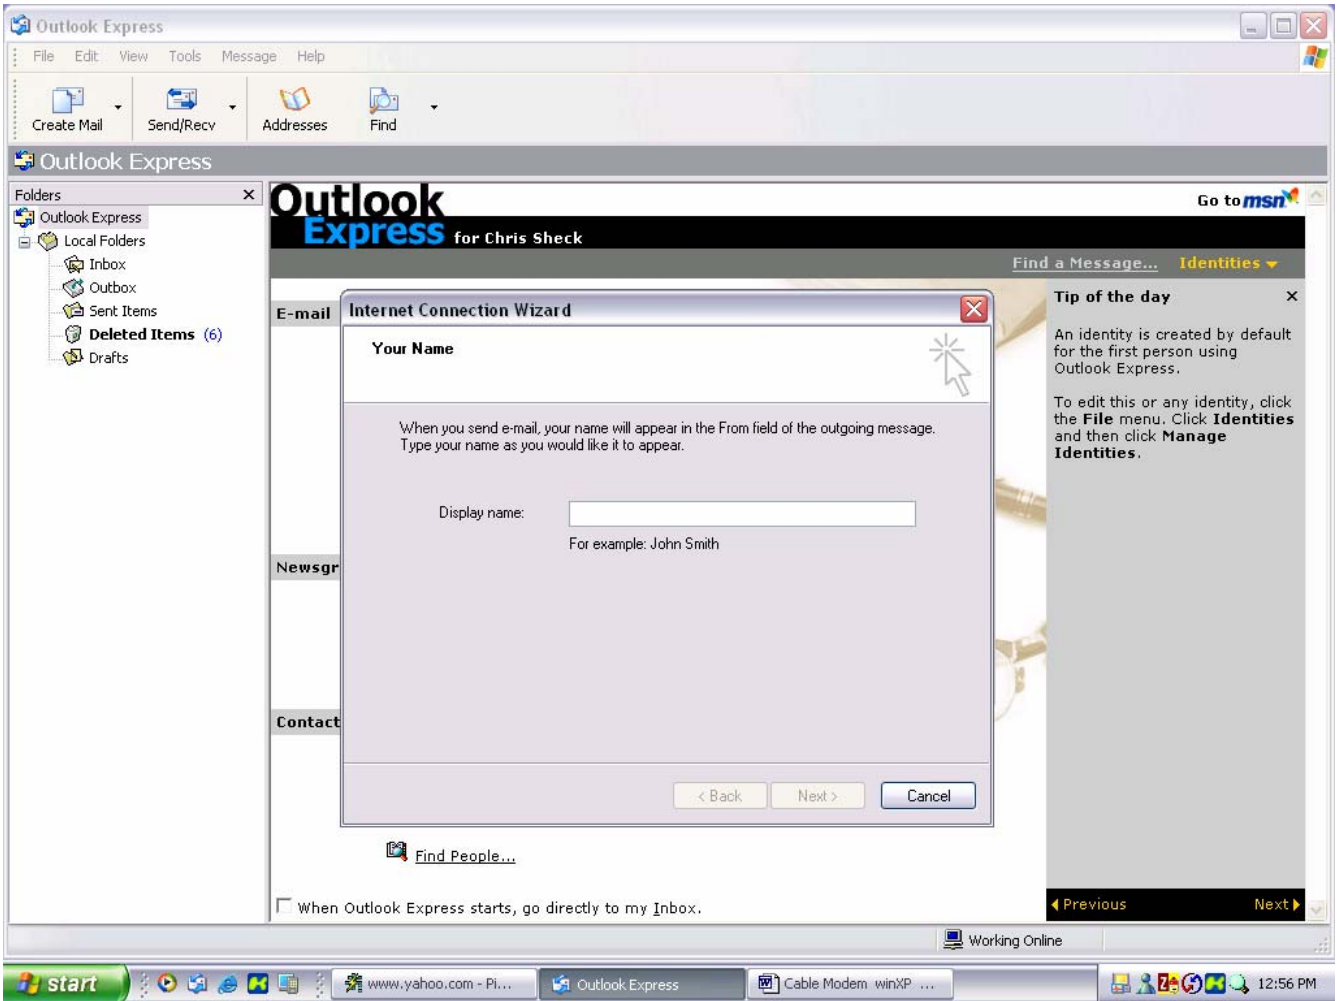 Outlook Express
File Edit View Tools Message Help
Create Mail Send/Recv Addresses Find
Outlook Express
Folders
Outlook Express
Local Folders
Inbox
Outbox
Sent Items
Deleted Items (6)
Drafts
Outlook
Express for Chris Sheck
Go to msn
Find a Message... Identities
E-mail
Newsgr
Contact
Internet Connection Wizard
Your Name
When you send e-mail, your name will appear in the From field of the outgoing message.
Type your name as you would like it to appear.
Display name:
For example: John Smith
< Back Next > Cancel
Find People...
When Outlook Express starts, go directly to my Inbox.
Tip of the day
An identity is created by default
for the first person using
Outlook Express.
To edit this or any identity, click
the File menu. Click Identities
and then click Manage
Identities.
Previous Next
Working Online
start www.yahoo.com - Pi... Outlook Express Cable Modem winXP ... 12:56 PM